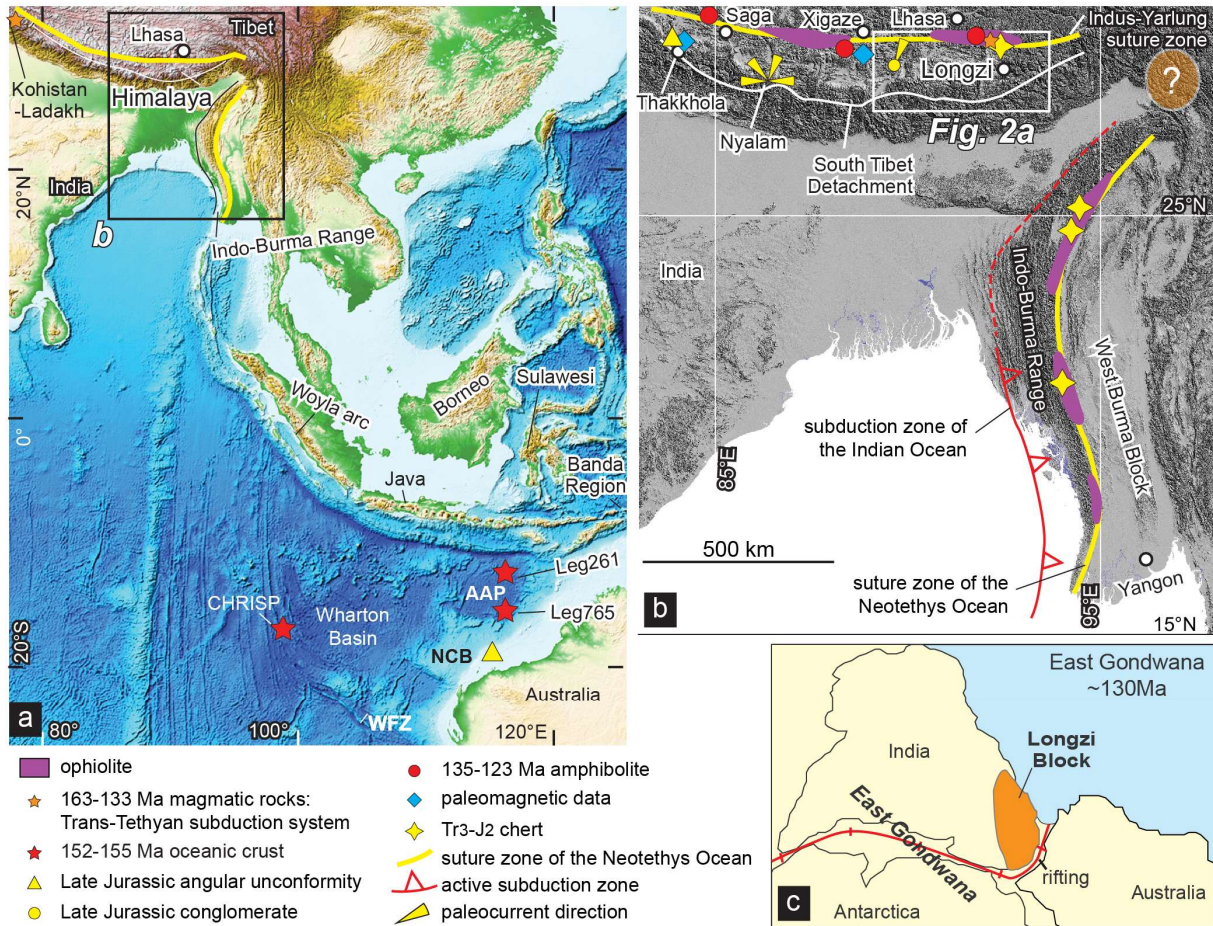 Lhasa
Tibet
Kohistan
-Ladakh
Himalaya
20°N
India
b
Indo-Burma Range
0°
Woyla arc
Borneo
Sulawesi
Java
Banda
Region
Leg261
AAP
Leg765
CHRISP
Wharton
Basin
20°S
NCB
Australia
WFZ
a
80°
100°
120°E
Saga
Xigaze
Lhasa
Indus-Yarlung
suture zone
Longzi
?
Thakkhola
Nyalam
Fig. 2a
South Tibet
Detachment
25°N
India
Indo-Burma Range
West Burma Block
85°E
subduction zone of
the Indian Ocean
500 km
suture zone of the
Neotethys Ocean
Yangon
95°E
15°N
b
East Gondwana
~130Ma
India
Longzi
Block
East Gondwana
rifting
Antarctica
Australia
c
ophiolite
163-133 Ma magmatic rocks:
Trans-Tethyan subduction system
152-155 Ma oceanic crust
Late Jurassic angular unconformity
Late Jurassic conglomerate
135-123 Ma amphibolite
paleomagnetic data
Tr3-J2 chert
suture zone of the Neotethys Ocean
active subduction zone
paleocurrent direction